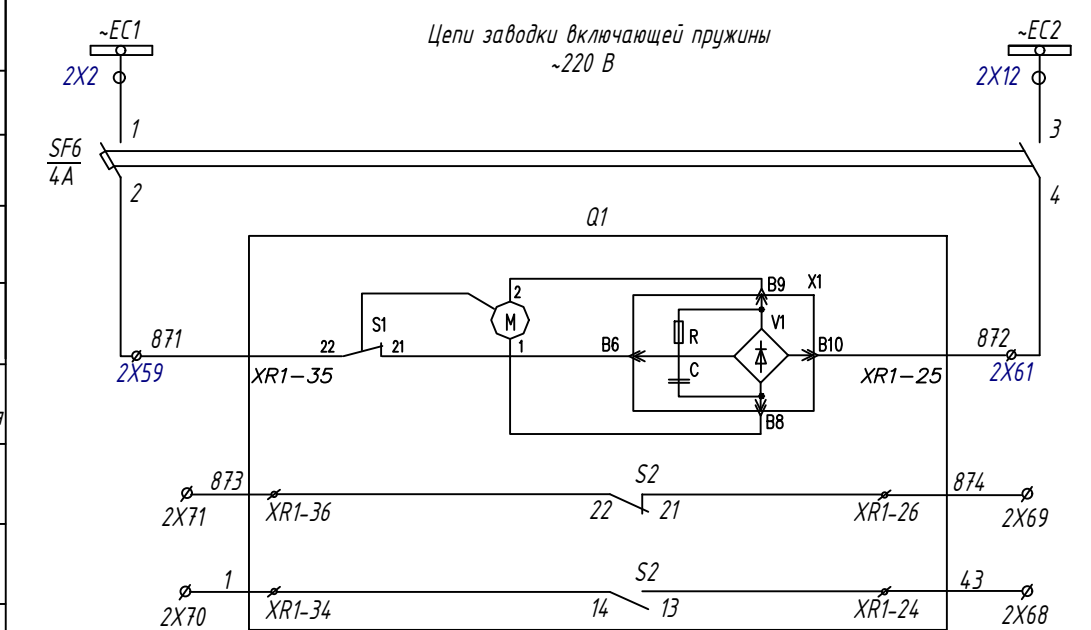 ~EC1
Цепи заводки включающей пружины
~EC2
~220 В
2X2
2X12
1
3
SF6
4A
2
4
Q1
2
B9
X1
M
V1
S1
R
871
22
21
1
B6
B10
872
2X59
XR1-35
C
XR1-25
2X61
B8
873
S2
874
2X71
XR1-36
22
21
XR1-26
2X69
1
S2
43
2X70
XR1-34
14
13
XR1-24
2X68